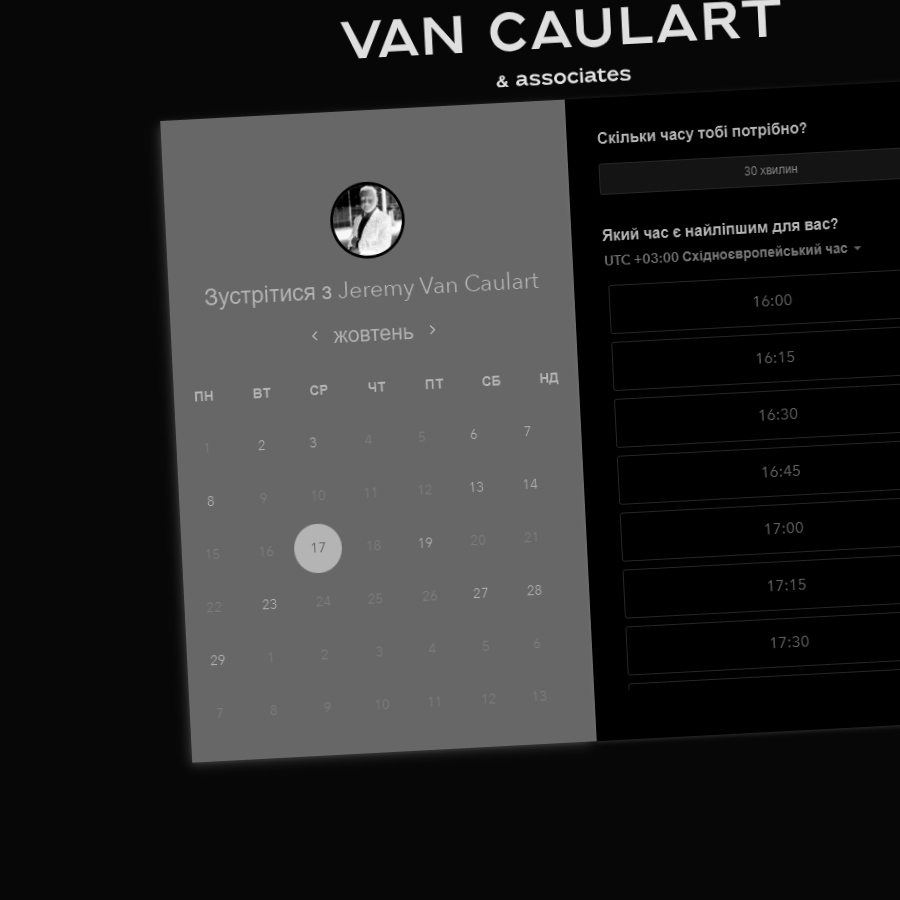 VAN CAULART
& associates
Зустрітися з Jeremy Van Caulart
‹ жовтень ›
ПН ВТ СР ЧТ ПТ СБ НД
1 2 3 4 5 6 7
8 9 10 11 12 13 14
15 16 17 18 19 20 21
22 23 24 25 26 27 28
29 1 2 3 4 5 6
7 8 9 10 11 12 13
Скільки часу тобі потрібно?
30 хвилин
Який час є найліпшим для вас?
UTC +03:00 Східноєвропейський час
16:00
16:15
16:30
16:45
17:00
17:15
17:30